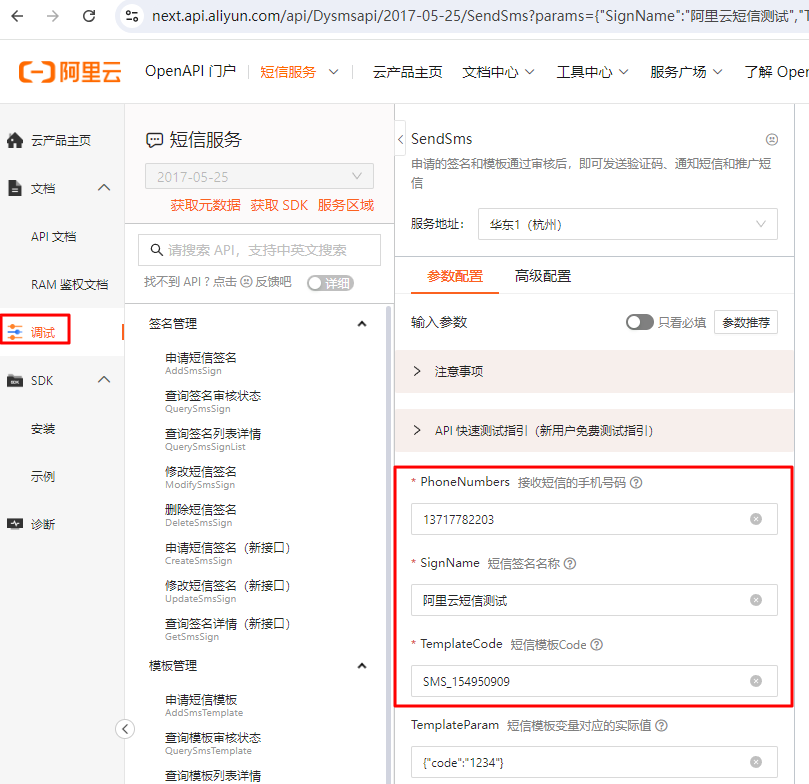 next.api.aliyun.com/api/Dysmsapi/2017-05-25/SendSms?params={"SignName":"阿里云短信测试","T
阿里云 OpenAPI 门户 短信服务 云产品主页 文档中心 工具中心 服务广场 了解 Open
云产品主页
文档
API 文档
RAM 鉴权文档
调试
SDK
安装
示例
诊断
短信服务
2017-05-25
获取元数据 获取 SDK 服务区域
请搜索 API，支持中英文搜索
找不到 API ? 点击 反馈吧 详细
签名管理
申请短信签名
AddSmsSign
查询签名审核状态
QuerySmsSign
查询签名列表详情
QuerySmsSignList
修改短信签名
ModifySmsSign
删除短信签名
DeleteSmsSign
申请短信签名（新接口）
CreateSmsSign
修改短信签名（新接口）
UpdateSmsSign
查询签名详情（新接口）
GetSmsSign
模板管理
申请短信模板
AddSmsTemplate
查询模板审核状态
QuerySmsTemplate
查询模板列表详情
SendSms
申请的签名和模板通过审核后，即可发送验证码、通知短信和推广短
信
服务地址： 华东1（杭州）
参数配置 高级配置
输入参数 只看必填 参数推荐
注意事项
API 快速测试指引（新用户免费测试指引）
* PhoneNumbers 接收短信的手机号码
13717782203
* SignName 短信签名名称
阿里云短信测试
* TemplateCode 短信模板Code
SMS_154950909
TemplateParam 短信模板变量对应的实际值
{"code":"1234"}